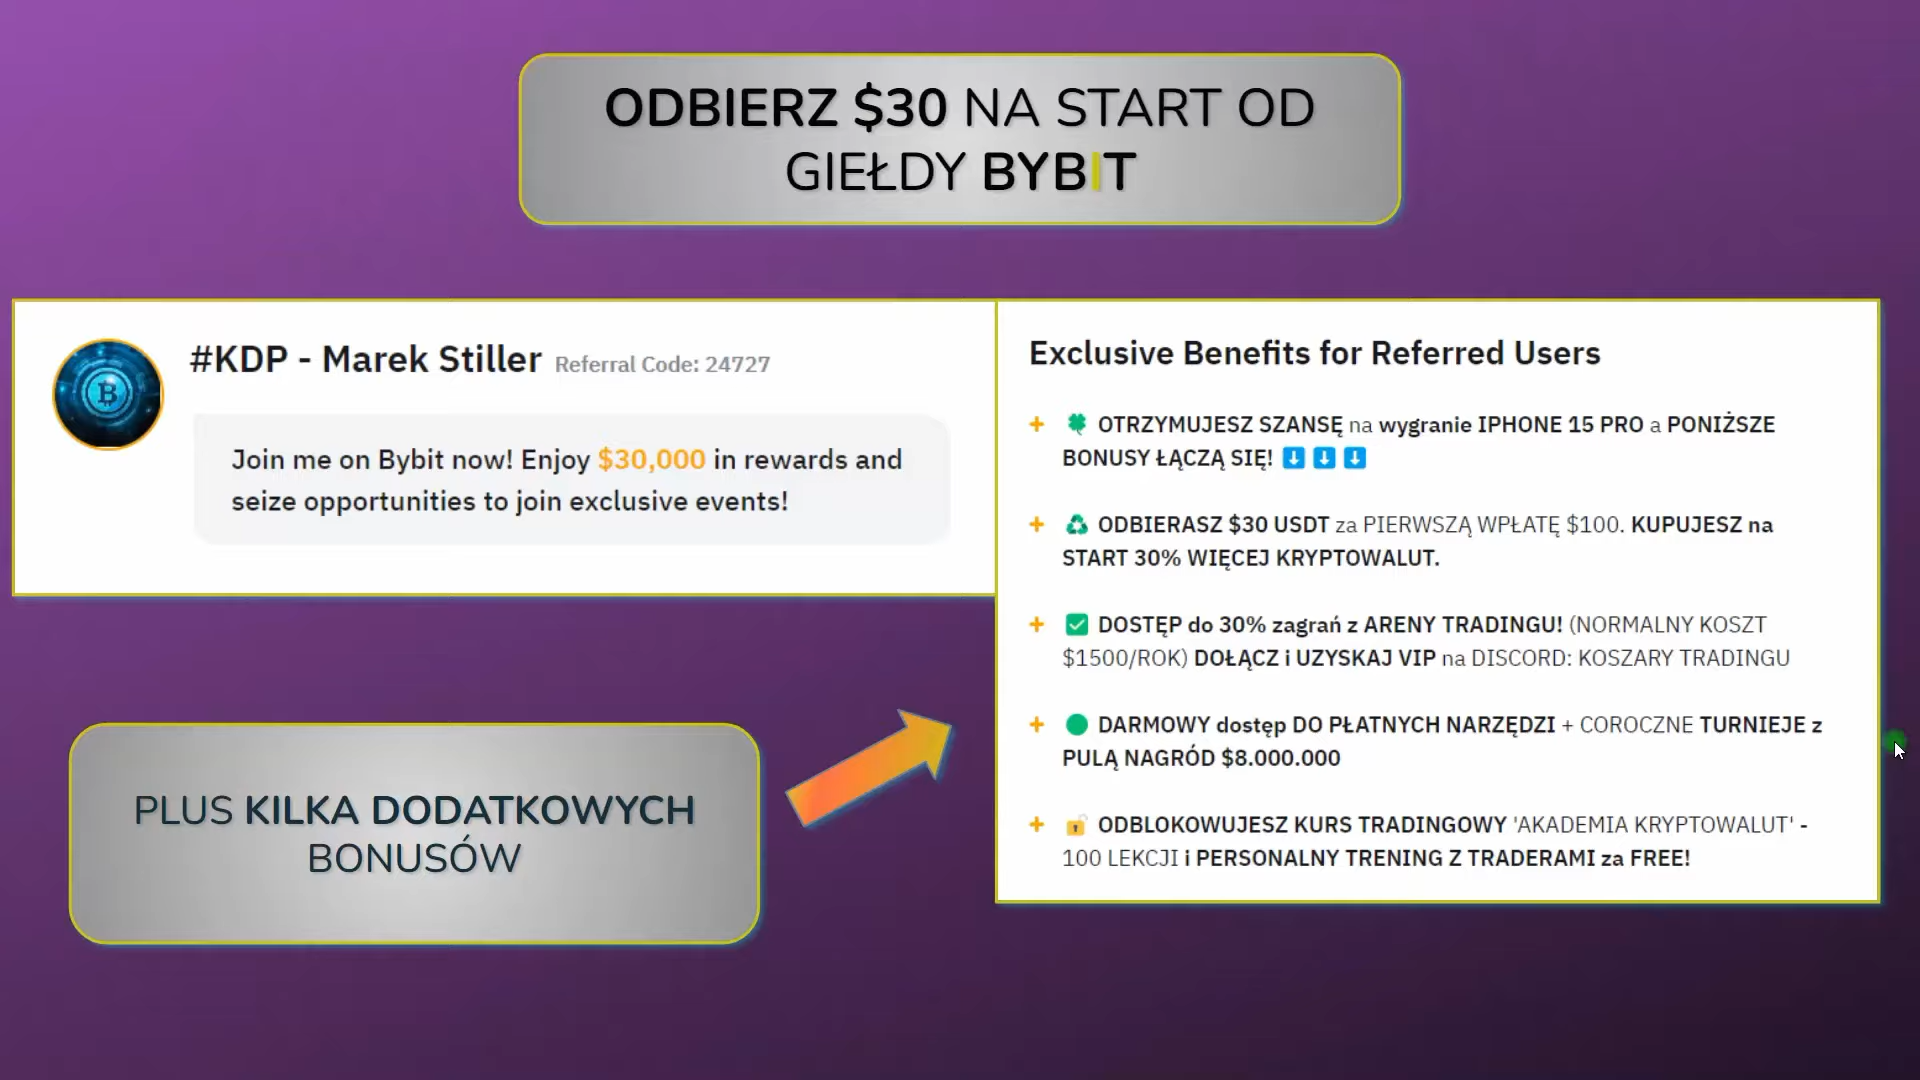 ODBIERZ $30 NA START OD
GIEŁDY BYBIT
#KDP - Marek Stiller Referral Code: 24727
Join me on Bybit now! Enjoy $30,000 in rewards and
seize opportunities to join exclusive events!
PLUS KILKA DODATKOWYCH
BONUSÓW
Exclusive Benefits for Referred Users
+ 🍀 OTRZYMUJESZ SZANSĘ na wygranie IPHONE 15 PRO a PONIŻSZE
BONUSY ŁĄCZĄ SIĘ! ⬇️ ⬇️ ⬇️
+ ♻️ ODBIERASZ $30 USDT za PIERWSZĄ WPŁATĘ $100. KUPUJESZ na
START 30% WIĘCEJ KRYPTOWALUT.
+ ✅ DOSTĘP do 30% zagrań z ARENY TRADINGU! (NORMALNY KOSZT
$1500/ROK) DOŁĄCZ i UZYSKAJ VIP na DISCORD: KOSZARY TRADINGU
+ 🟢 DARMOWY dostęp DO PŁATNYCH NARZĘDZI + COROCZNE TURNIEJE z
PULĄ NAGRÓD $8.000.000
+ 🔓 ODBLOKOWUJESZ KURS TRADINGOWY 'AKADEMIA KRYPTOWALUT' -
100 LEKCJI i PERSONALNY TRENING Z TRADERAMI za FREE!